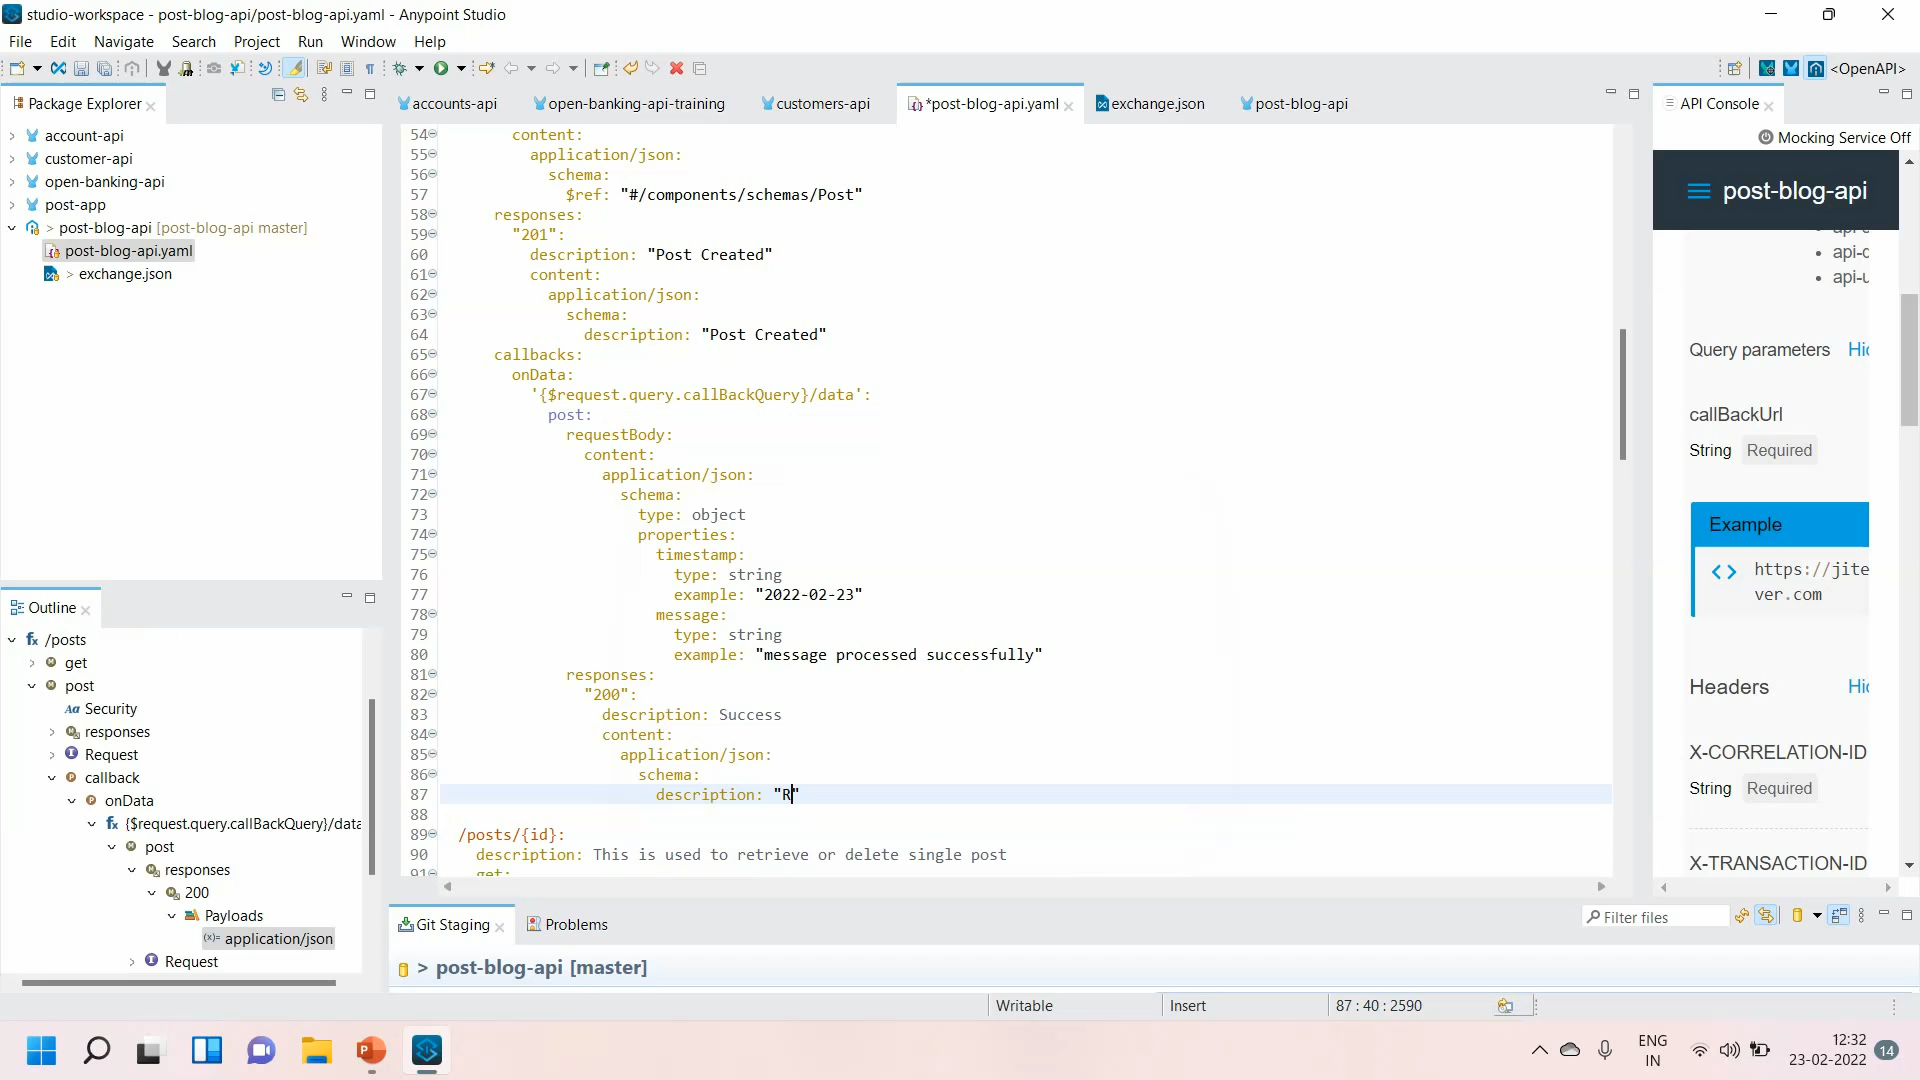 studio-workspace - post-blog-api/post-blog-api.yaml - Anypoint Studio
File Edit Navigate Search Project Run Window Help
<OpenAPI>
Package Explorer
account-api
customer-api
open-banking-api
post-app
> post-blog-api [post-blog-api master]
post-blog-api.yaml
> exchange.json
Outline
/posts
get
post
Aa Security
responses
Request
callback
onData
{$request.query.callBackQuery}/data
post
responses
200
Payloads
(x)= application/json
Request
accounts-api open-banking-api-training customers-api *post-blog-api.yaml exchange.json post-blog-api
54 content:
55 application/json:
56 schema:
57 $ref: "#/components/schemas/Post"
58 responses:
59 "201":
60 description: "Post Created"
61 content:
62 application/json:
63 schema:
64 description: "Post Created"
65 callbacks:
66 onData:
67 '{$request.query.callBackQuery}/data':
68 post:
69 requestBody:
70 content:
71 application/json:
72 schema:
73 type: object
74 properties:
75 timestamp:
76 type: string
77 example: "2022-02-23"
78 message:
79 type: string
80 example: "message processed successfully"
81 responses:
82 "200":
83 description: Success
84 content:
85 application/json:
86 schema:
87 description: "R"
88
89 /posts/{id}:
90 description: This is used to retrieve or delete single post
91 get:
API Console
Mocking Service Off
post-blog-api
api-c
api-u
Query parameters Hid
callBackUrl
String Required
Example
https://jite
ver.com
Headers Hid
X-CORRELATION-ID
String Required
X-TRANSACTION-ID
Git Staging Problems
Filter files
> post-blog-api [master]
Writable Insert 87 : 40 : 2590
ENG
IN
12:32
23-02-2022
14